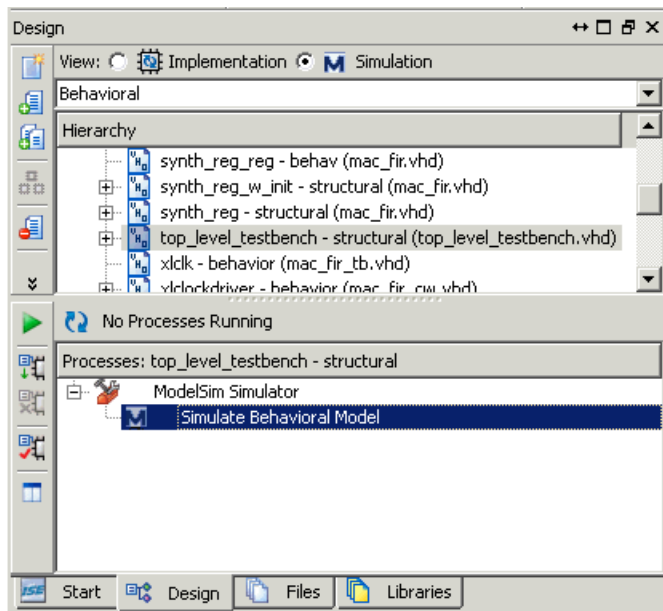 Design
View: Implementation Simulation
Behavioral
Hierarchy
synth_reg_reg - behav (mac_fir.vhd)
synth_reg_w_init - structural (mac_fir.vhd)
synth_reg - structural (mac_fir.vhd)
top_level_testbench - structural (top_level_testbench.vhd)
xlclk - behavior (mac_fir_tb.vhd)
xlclockdriver - behavior (mac_fir_cw.vhd)
No Processes Running
Processes: top_level_testbench - structural
ModelSim Simulator
Simulate Behavioral Model
ISE Start Design Files Libraries